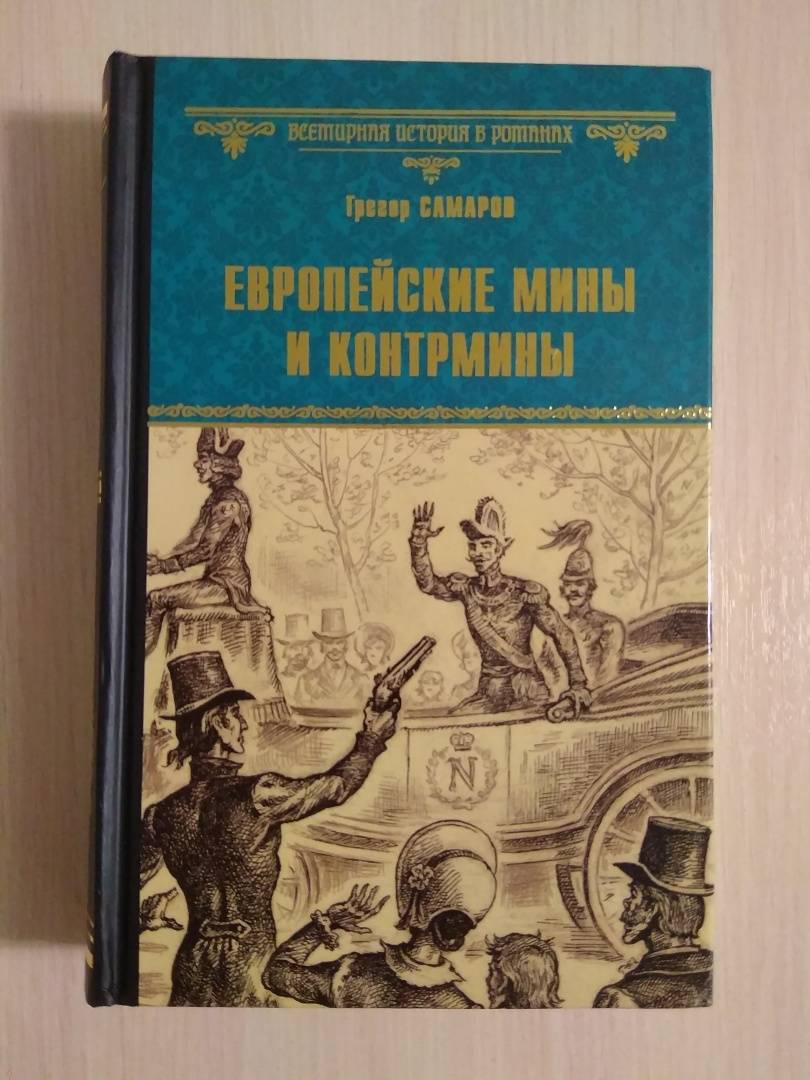 ВСЕМИРНАЯ ИСТОРИЯ В РОМАНАХ
Грегор САМАРОВ
ЕВРОПЕЙСКИЕ МИНЫ
И КОНТРМИНЫ
N